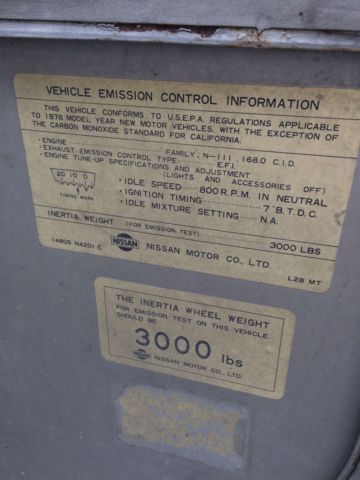 VEHICLE EMISSION CONTROL INFORMATION
THIS VEHICLE CONFORMS TO U.S.E.P.A. REGULATIONS APPLICABLE
TO 1976 MODEL YEAR NEW MOTOR VEHICLES, WITH THE EXCEPTION OF
THE CARBON MONOXIDE STANDARD FOR CALIFORNIA.
• ENGINE ---------- FAMILY: N-111 168.0 C.I.D.
• EXHAUST EMISSION CONTROL TYPE ------ E.F.I.
• ENGINE TUNE-UP SPECIFICATIONS AND ADJUSTMENT
(LIGHTS AND ACCESSORIES OFF)
20 10 0
• IDLE SPEED ----- 800 R.P.M. IN NEUTRAL
• IGNITION TIMING ---------- 7° B.T.D.C.
TIMING MARK
• IDLE MIXTURE SETTING ------ N.A.
INERTIA WEIGHT (FOR EMISSION TEST) 3000 LBS
14805 N4201 E NISSAN NISSAN MOTOR CO., LTD.
L28 MT
THE INERTIA WHEEL WEIGHT
FOR EMISSION TEST ON THIS VEHICLE
SHOULD BE
3000 lbs
NISSAN NISSAN MOTOR CO., LTD.